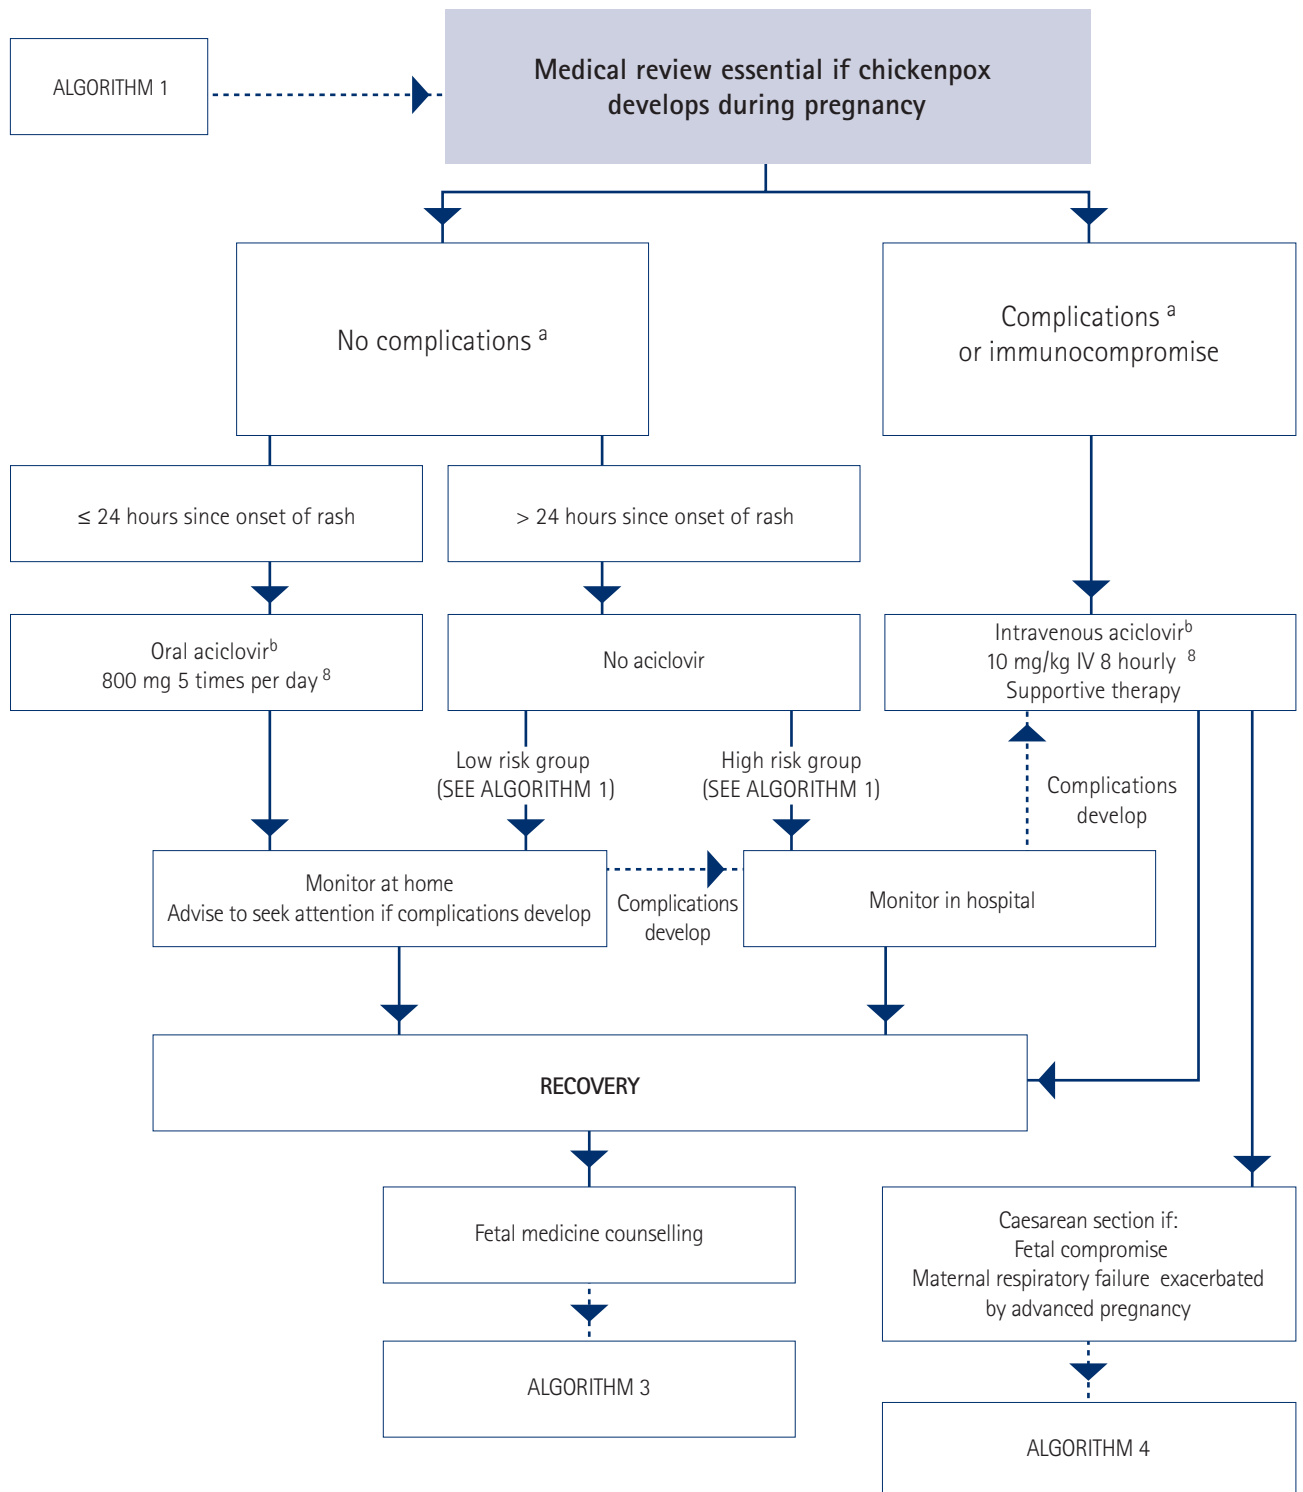 ALGORITHM 1
Medical review essential if chickenpox
develops during pregnancy
No complications a
Complications a
or immunocompromise
≤ 24 hours since onset of rash
> 24 hours since onset of rash
Oral aciclovirb
800 mg 5 times per day 8
No aciclovir
Intravenous aciclovirb
10 mg/kg IV 8 hourly 8
Supportive therapy
Low risk group
(SEE ALGORITHM 1)
High risk group
(SEE ALGORITHM 1)
Complications
develop
Monitor at home
Advise to seek attention if complications develop
Complications
develop
Monitor in hospital
RECOVERY
Fetal medicine counselling
Caesarean section if:
Fetal compromise
Maternal respiratory failure exacerbated
by advanced pregnancy
ALGORITHM 3
ALGORITHM 4